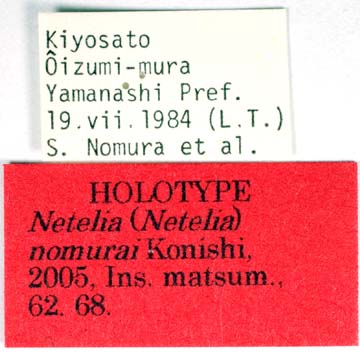 Kiyosato
Ôizumi-mura
Yamanashi Pref.
19.vii.1984 (L.T.)
S. Nomura et al.
HOLOTYPE
Netelia (Netelia)
nomurai Konishi,
2005, Ins. matsum.,
62. 68.